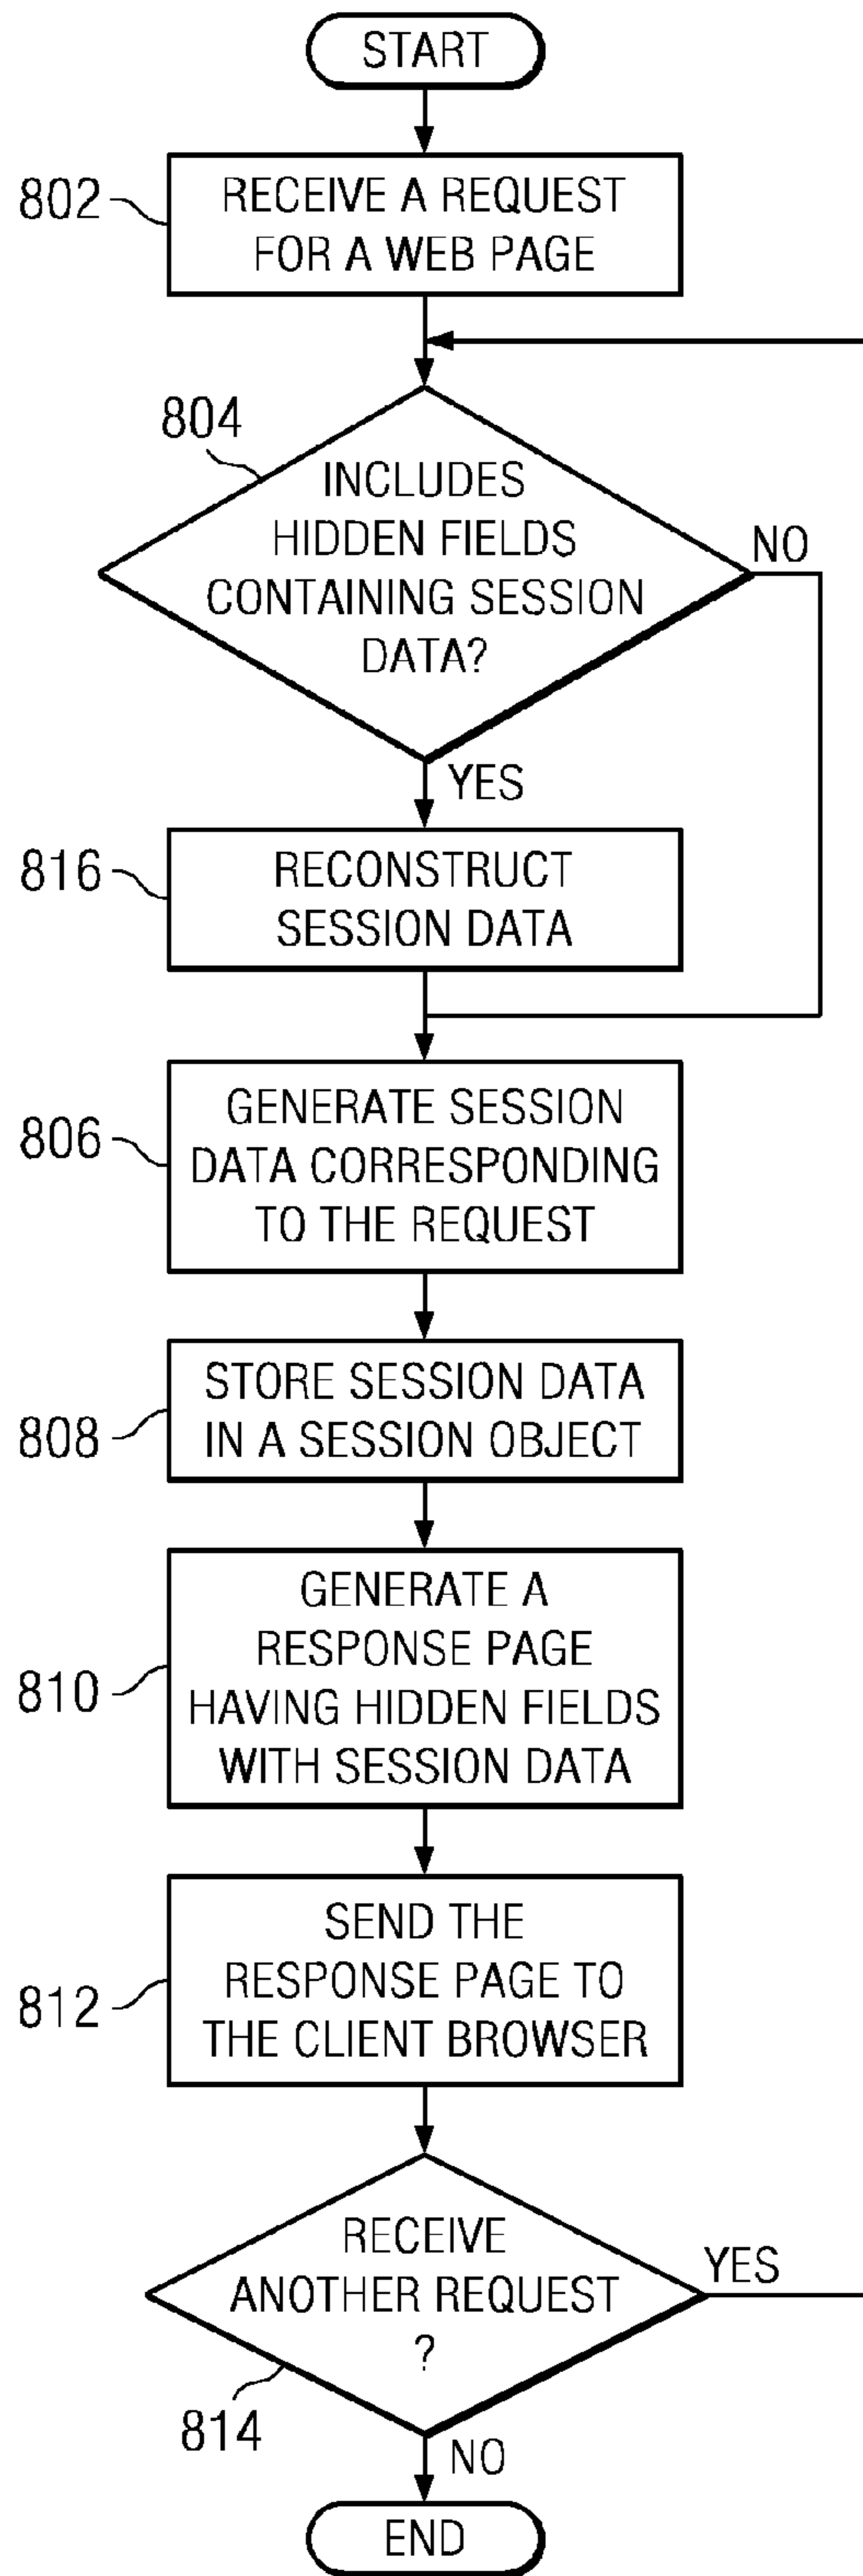 START
802
RECEIVE A REQUEST
FOR A WEB PAGE
804
INCLUDES
HIDDEN FIELDS
CONTAINING SESSION
DATA?
NO
YES
816
RECONSTRUCT
SESSION DATA
806
GENERATE SESSION
DATA CORRESPONDING
TO THE REQUEST
808
STORE SESSION DATA
IN A SESSION OBJECT
810
GENERATE A
RESPONSE PAGE
HAVING HIDDEN FIELDS
WITH SESSION DATA
812
SEND THE
RESPONSE PAGE TO
THE CLIENT BROWSER
RECEIVE
ANOTHER REQUEST
?
YES
814
NO
END